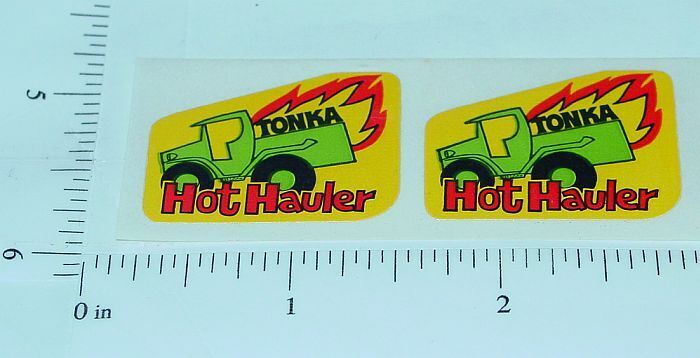 5
TONKA
Hot Hauler
TONKA
Hot Hauler
6
0 in
1
2